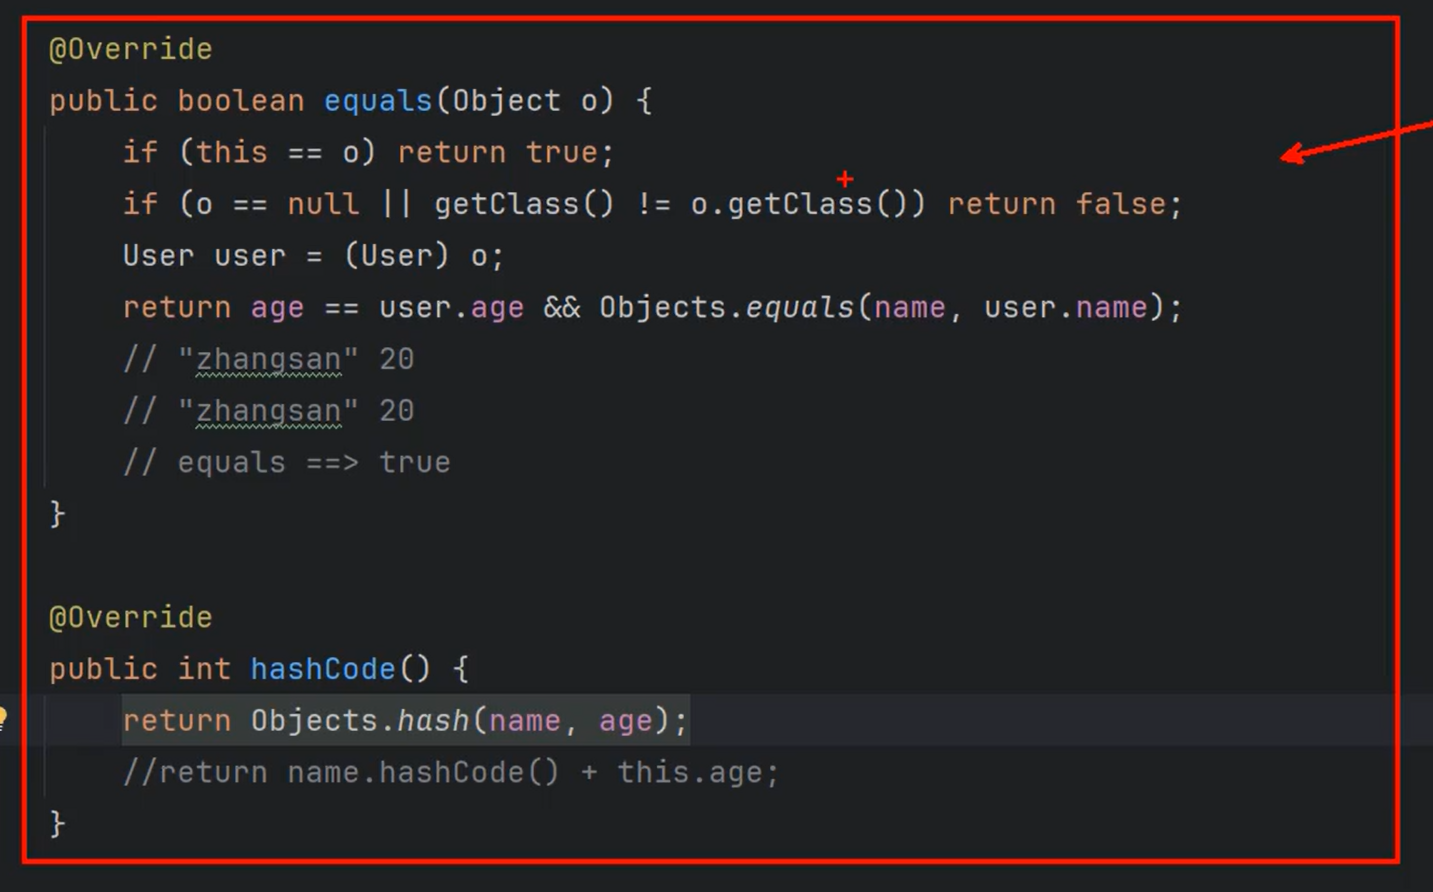 @Override
public boolean equals(Object o) {
if (this == o) return true;
if (o == null || getClass() != o.getClass()) return false;
User user = (User) o;
return age == user.age && Objects.equals(name, user.name);
// "zhangsan" 20
// "zhangsan" 20
// equals ==> true
}
@Override
public int hashCode() {
return Objects.hash(name, age);
//return name.hashCode() + this.age;
}